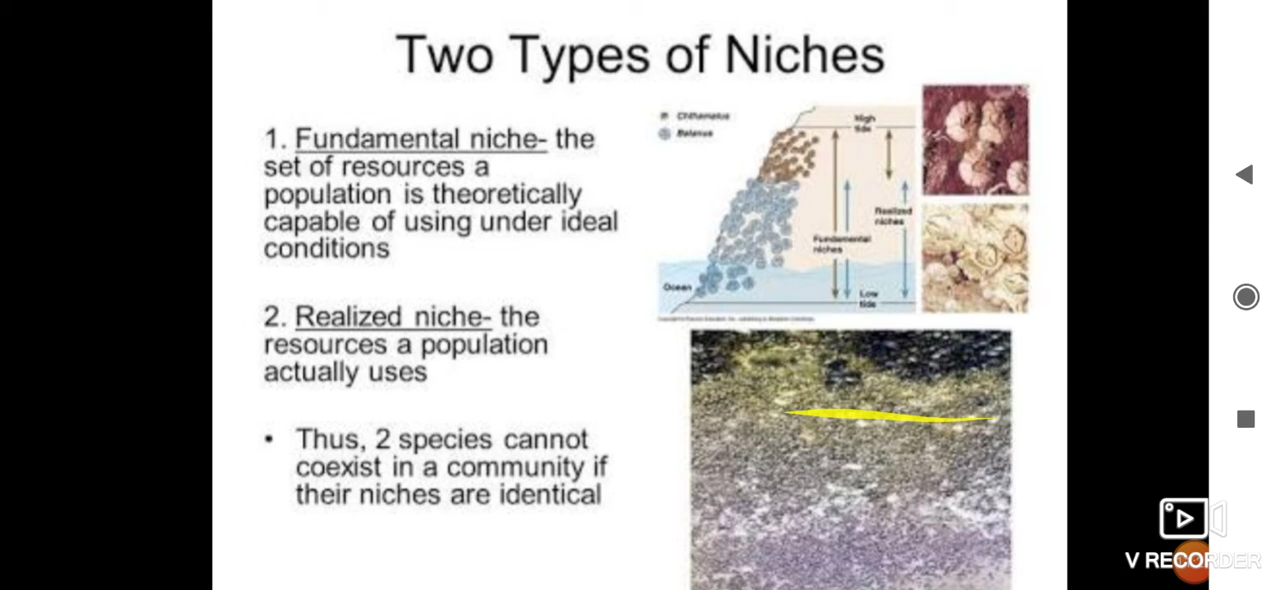 Two Types of Niches
1. Fundamental niche- the
set of resources a
population is theoretically
capable of using under ideal
conditions
2. Realized niche- the
resources a population
actually uses
• Thus, 2 species cannot
coexist in a community if
their niches are identical
Chthamalus
Balanus
High
tide
Realized
niches
Fundamental
niches
Ocean
Low
tide
V RECORDER